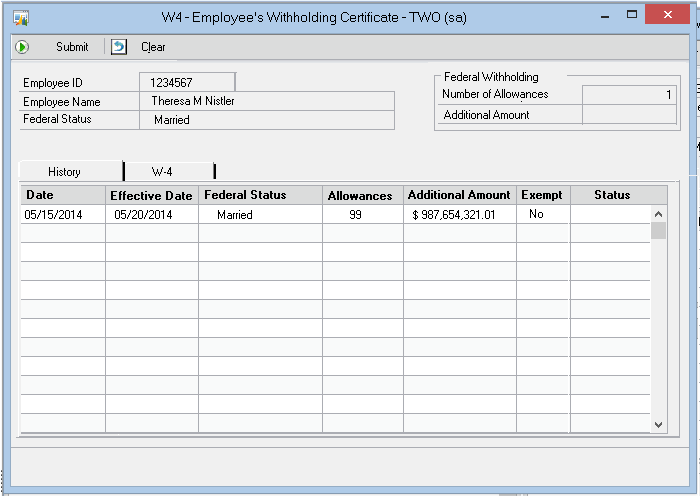 W4 - Employee's Withholding Certificate - TWO (sa)
Submit Clear
Employee ID 1234567
Employee Name Theresa M Nistler
Federal Status Married
Federal Withholding
Number of Allowances 1
Additional Amount
History W-4
Date Effective Date Federal Status Allowances Additional Amount Exempt Status
05/15/2014 05/20/2014 Married 99 $ 987,654,321.01 No